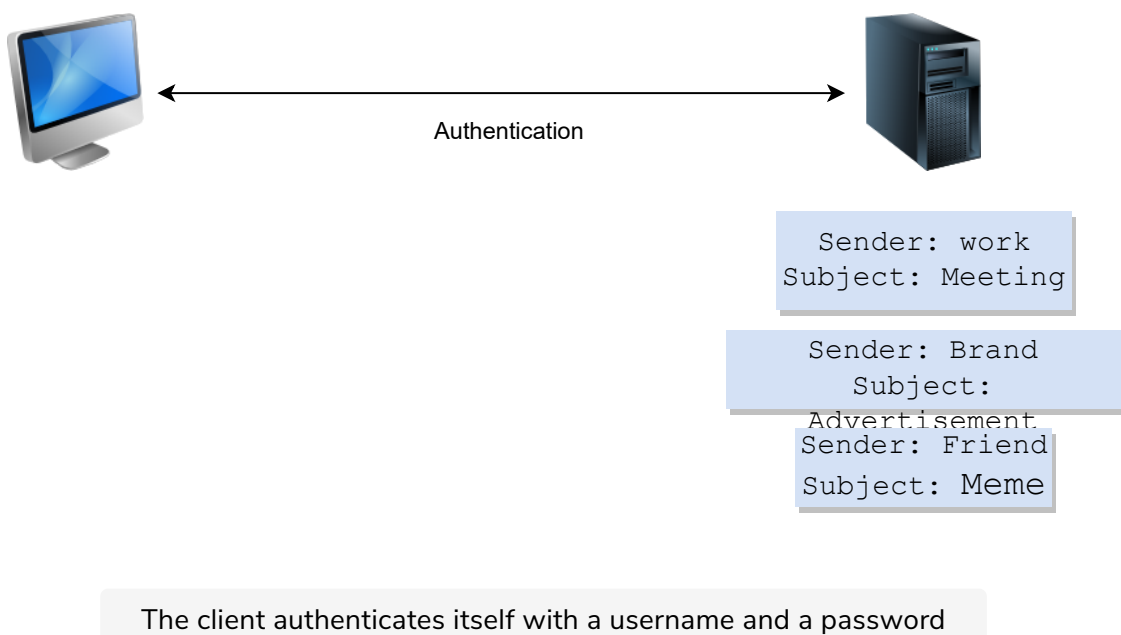 Authentication
Sender: work
Subject: Meeting
Sender: Brand
Subject:
Advertisement
Sender: Friend
Subject: Meme
The client authenticates itself with a username and a password